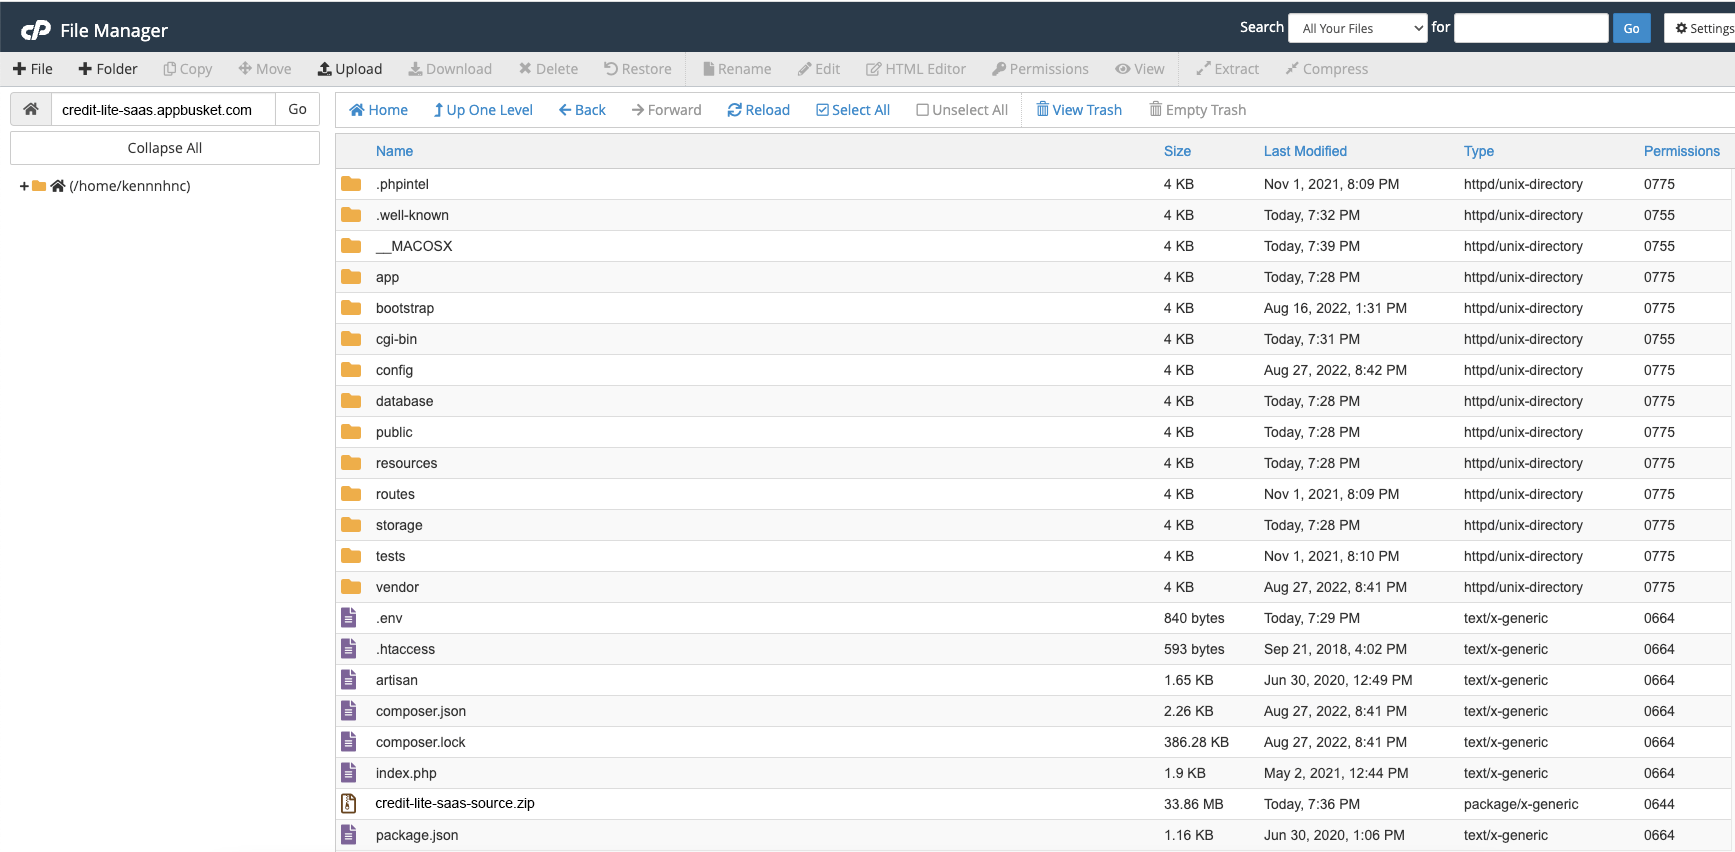 cP File Manager Search All Your Files for Go Settings
File Folder Copy Move Upload Download Delete Restore Rename Edit HTML Editor Permissions View Extract Compress
credit-lite-saas.appbusket.com Go Home Up One Level Back Forward Reload Select All Unselect All View Trash Empty Trash
Collapse All
(/home/kennnhnc)
Name Size Last Modified Type Permissions
.phpintel 4 KB Nov 1, 2021, 8:09 PM httpd/unix-directory 0775
.well-known 4 KB Today, 7:32 PM httpd/unix-directory 0755
__MACOSX 4 KB Today, 7:39 PM httpd/unix-directory 0755
app 4 KB Today, 7:28 PM httpd/unix-directory 0775
bootstrap 4 KB Aug 16, 2022, 1:31 PM httpd/unix-directory 0775
cgi-bin 4 KB Today, 7:31 PM httpd/unix-directory 0755
config 4 KB Aug 27, 2022, 8:42 PM httpd/unix-directory 0775
database 4 KB Today, 7:28 PM httpd/unix-directory 0775
public 4 KB Today, 7:28 PM httpd/unix-directory 0775
resources 4 KB Today, 7:28 PM httpd/unix-directory 0775
routes 4 KB Nov 1, 2021, 8:09 PM httpd/unix-directory 0775
storage 4 KB Today, 7:28 PM httpd/unix-directory 0775
tests 4 KB Nov 1, 2021, 8:10 PM httpd/unix-directory 0775
vendor 4 KB Aug 27, 2022, 8:41 PM httpd/unix-directory 0775
.env 840 bytes Today, 7:29 PM text/x-generic 0664
.htaccess 593 bytes Sep 21, 2018, 4:02 PM text/x-generic 0664
artisan 1.65 KB Jun 30, 2020, 12:49 PM text/x-generic 0664
composer.json 2.26 KB Aug 27, 2022, 8:41 PM text/x-generic 0664
composer.lock 386.28 KB Aug 27, 2022, 8:41 PM text/x-generic 0664
index.php 1.9 KB May 2, 2021, 12:44 PM text/x-generic 0664
credit-lite-saas-source.zip 33.86 MB Today, 7:36 PM package/x-generic 0644
package.json 1.16 KB Jun 30, 2020, 1:06 PM text/x-generic 0664